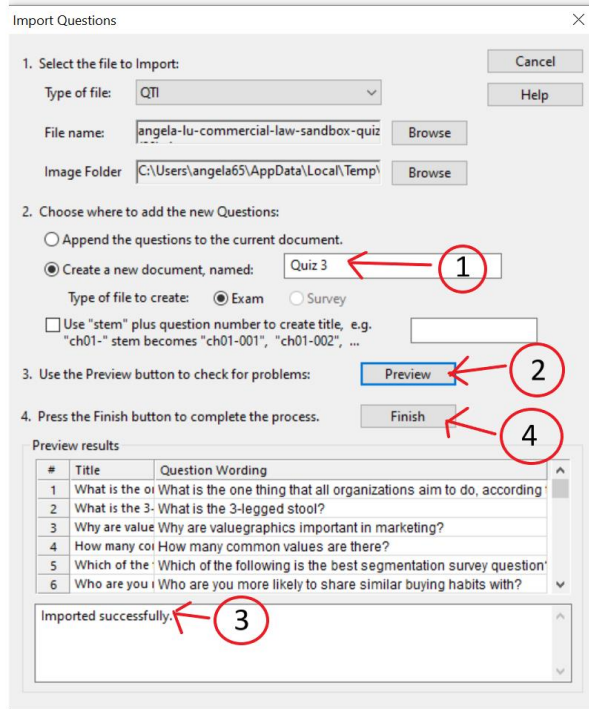 Import Questions
1. Select the file to Import:
Cancel
Type of file: QTI
Help
File name: angela-lu-commercial-law-sandbox-quiz Browse
Image Folder C:\Users\angela65\AppData\Local\Temp\ Browse
2. Choose where to add the new Questions:
Append the questions to the current document.
Create a new document, named: Quiz 3 1
Type of file to create: Exam Survey
Use "stem" plus question number to create title, e.g.
"ch01-" stem becomes "ch01-001", "ch01-002", ...
3. Use the Preview button to check for problems: Preview 2
4. Press the Finish button to complete the process. Finish 4
Preview results
# Title Question Wording
1 What is the What is the one thing that all organizations aim to do, according
2 What is the 3- What is the 3-legged stool?
3 Why are value Why are valuegraphics important in marketing?
4 How many How many common values are there?
5 Which of the Which of the following is the best segmentation survey question
6 Who are you Who are you more likely to share similar buying habits with?
Imported successfully. 3